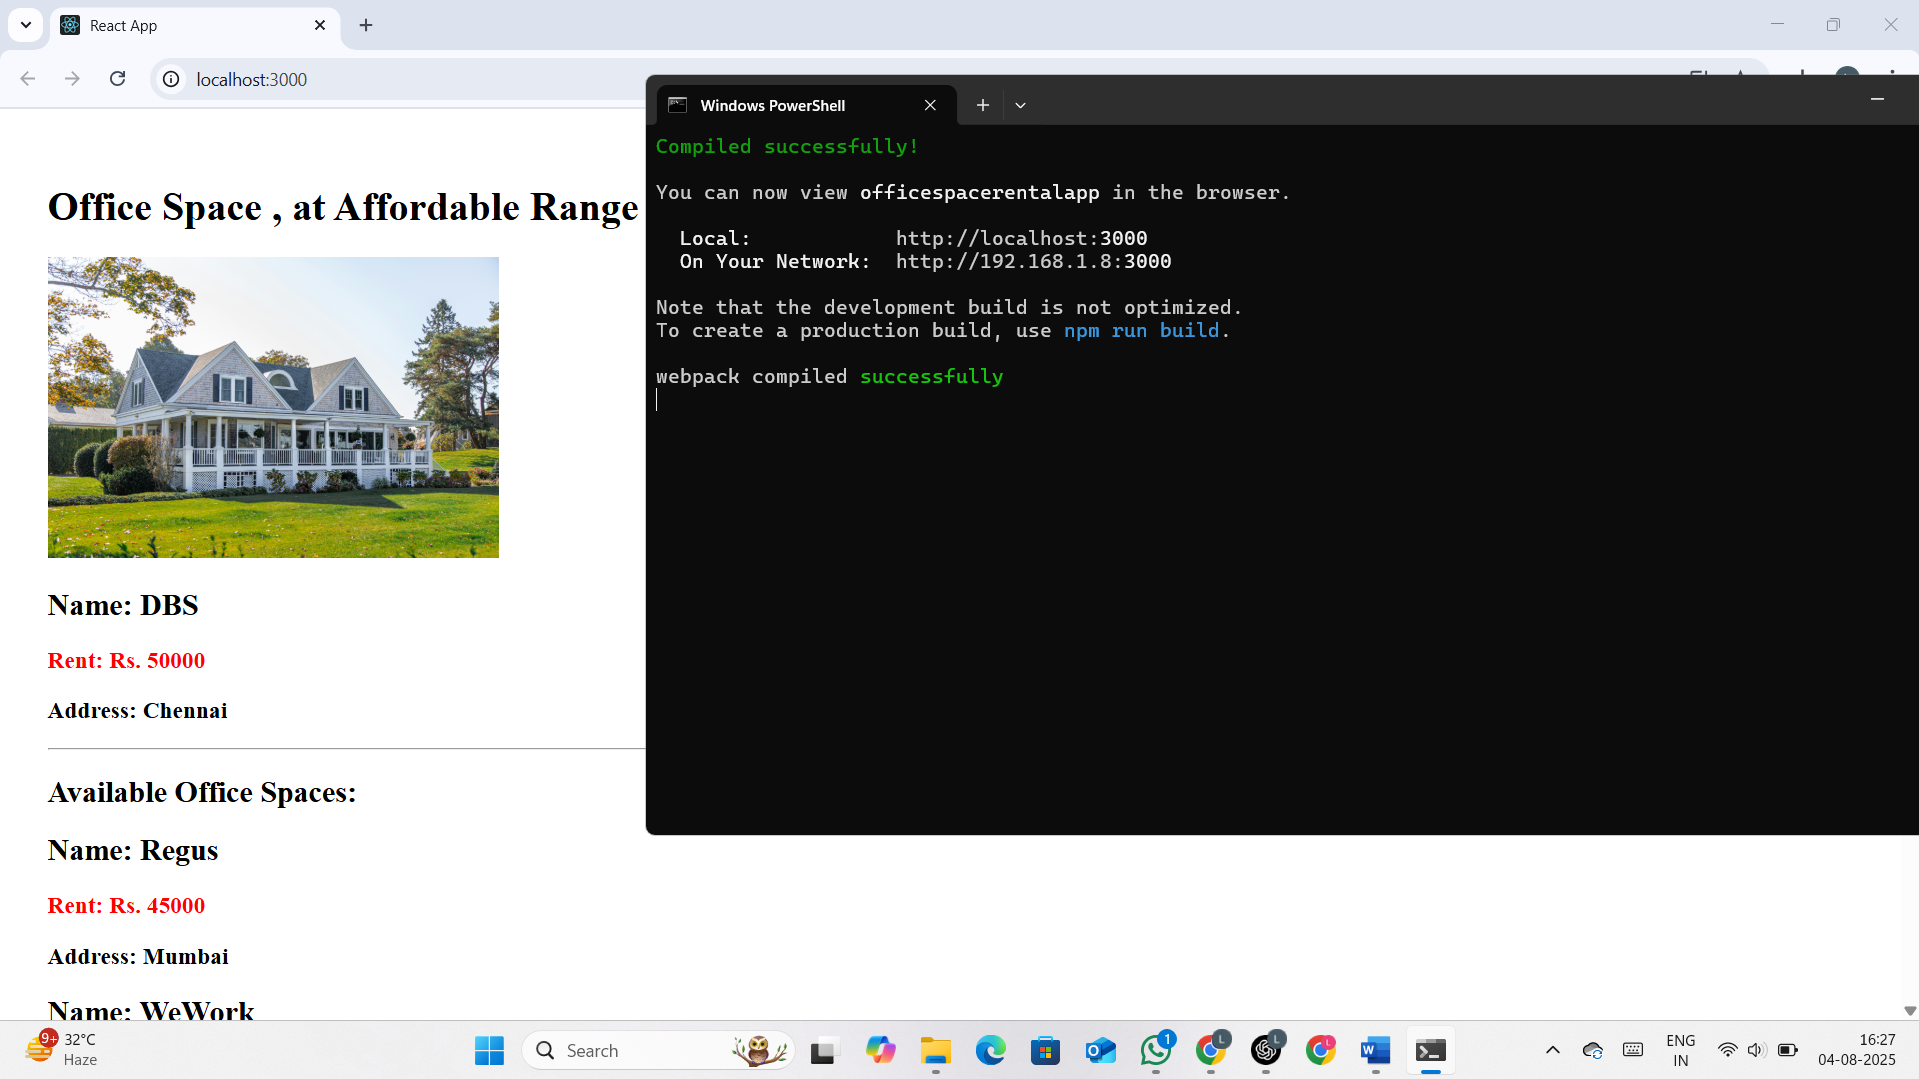 React App
localhost:3000
Windows PowerShell
Compiled successfully!
You can now view officespacerentalapp in the browser.
Local: http://localhost:3000
On Your Network: http://192.168.1.8:3000
Note that the development build is not optimized.
To create a production build, use npm run build.
webpack compiled successfully
Office Space , at Affordable Range
Name: DBS
Rent: Rs. 50000
Address: Chennai
Available Office Spaces:
Name: Regus
Rent: Rs. 45000
Address: Mumbai
Name: WeWork
9+
32°C
Haze
Search
1
L
L
L
ENG
IN
16:27
04-08-2025